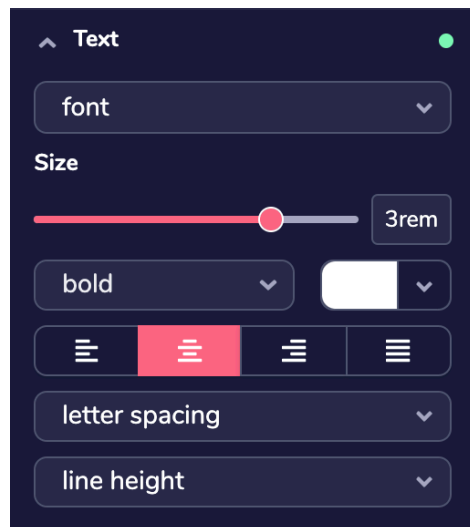 Text
font
Size
3rem
bold
letter spacing
line height